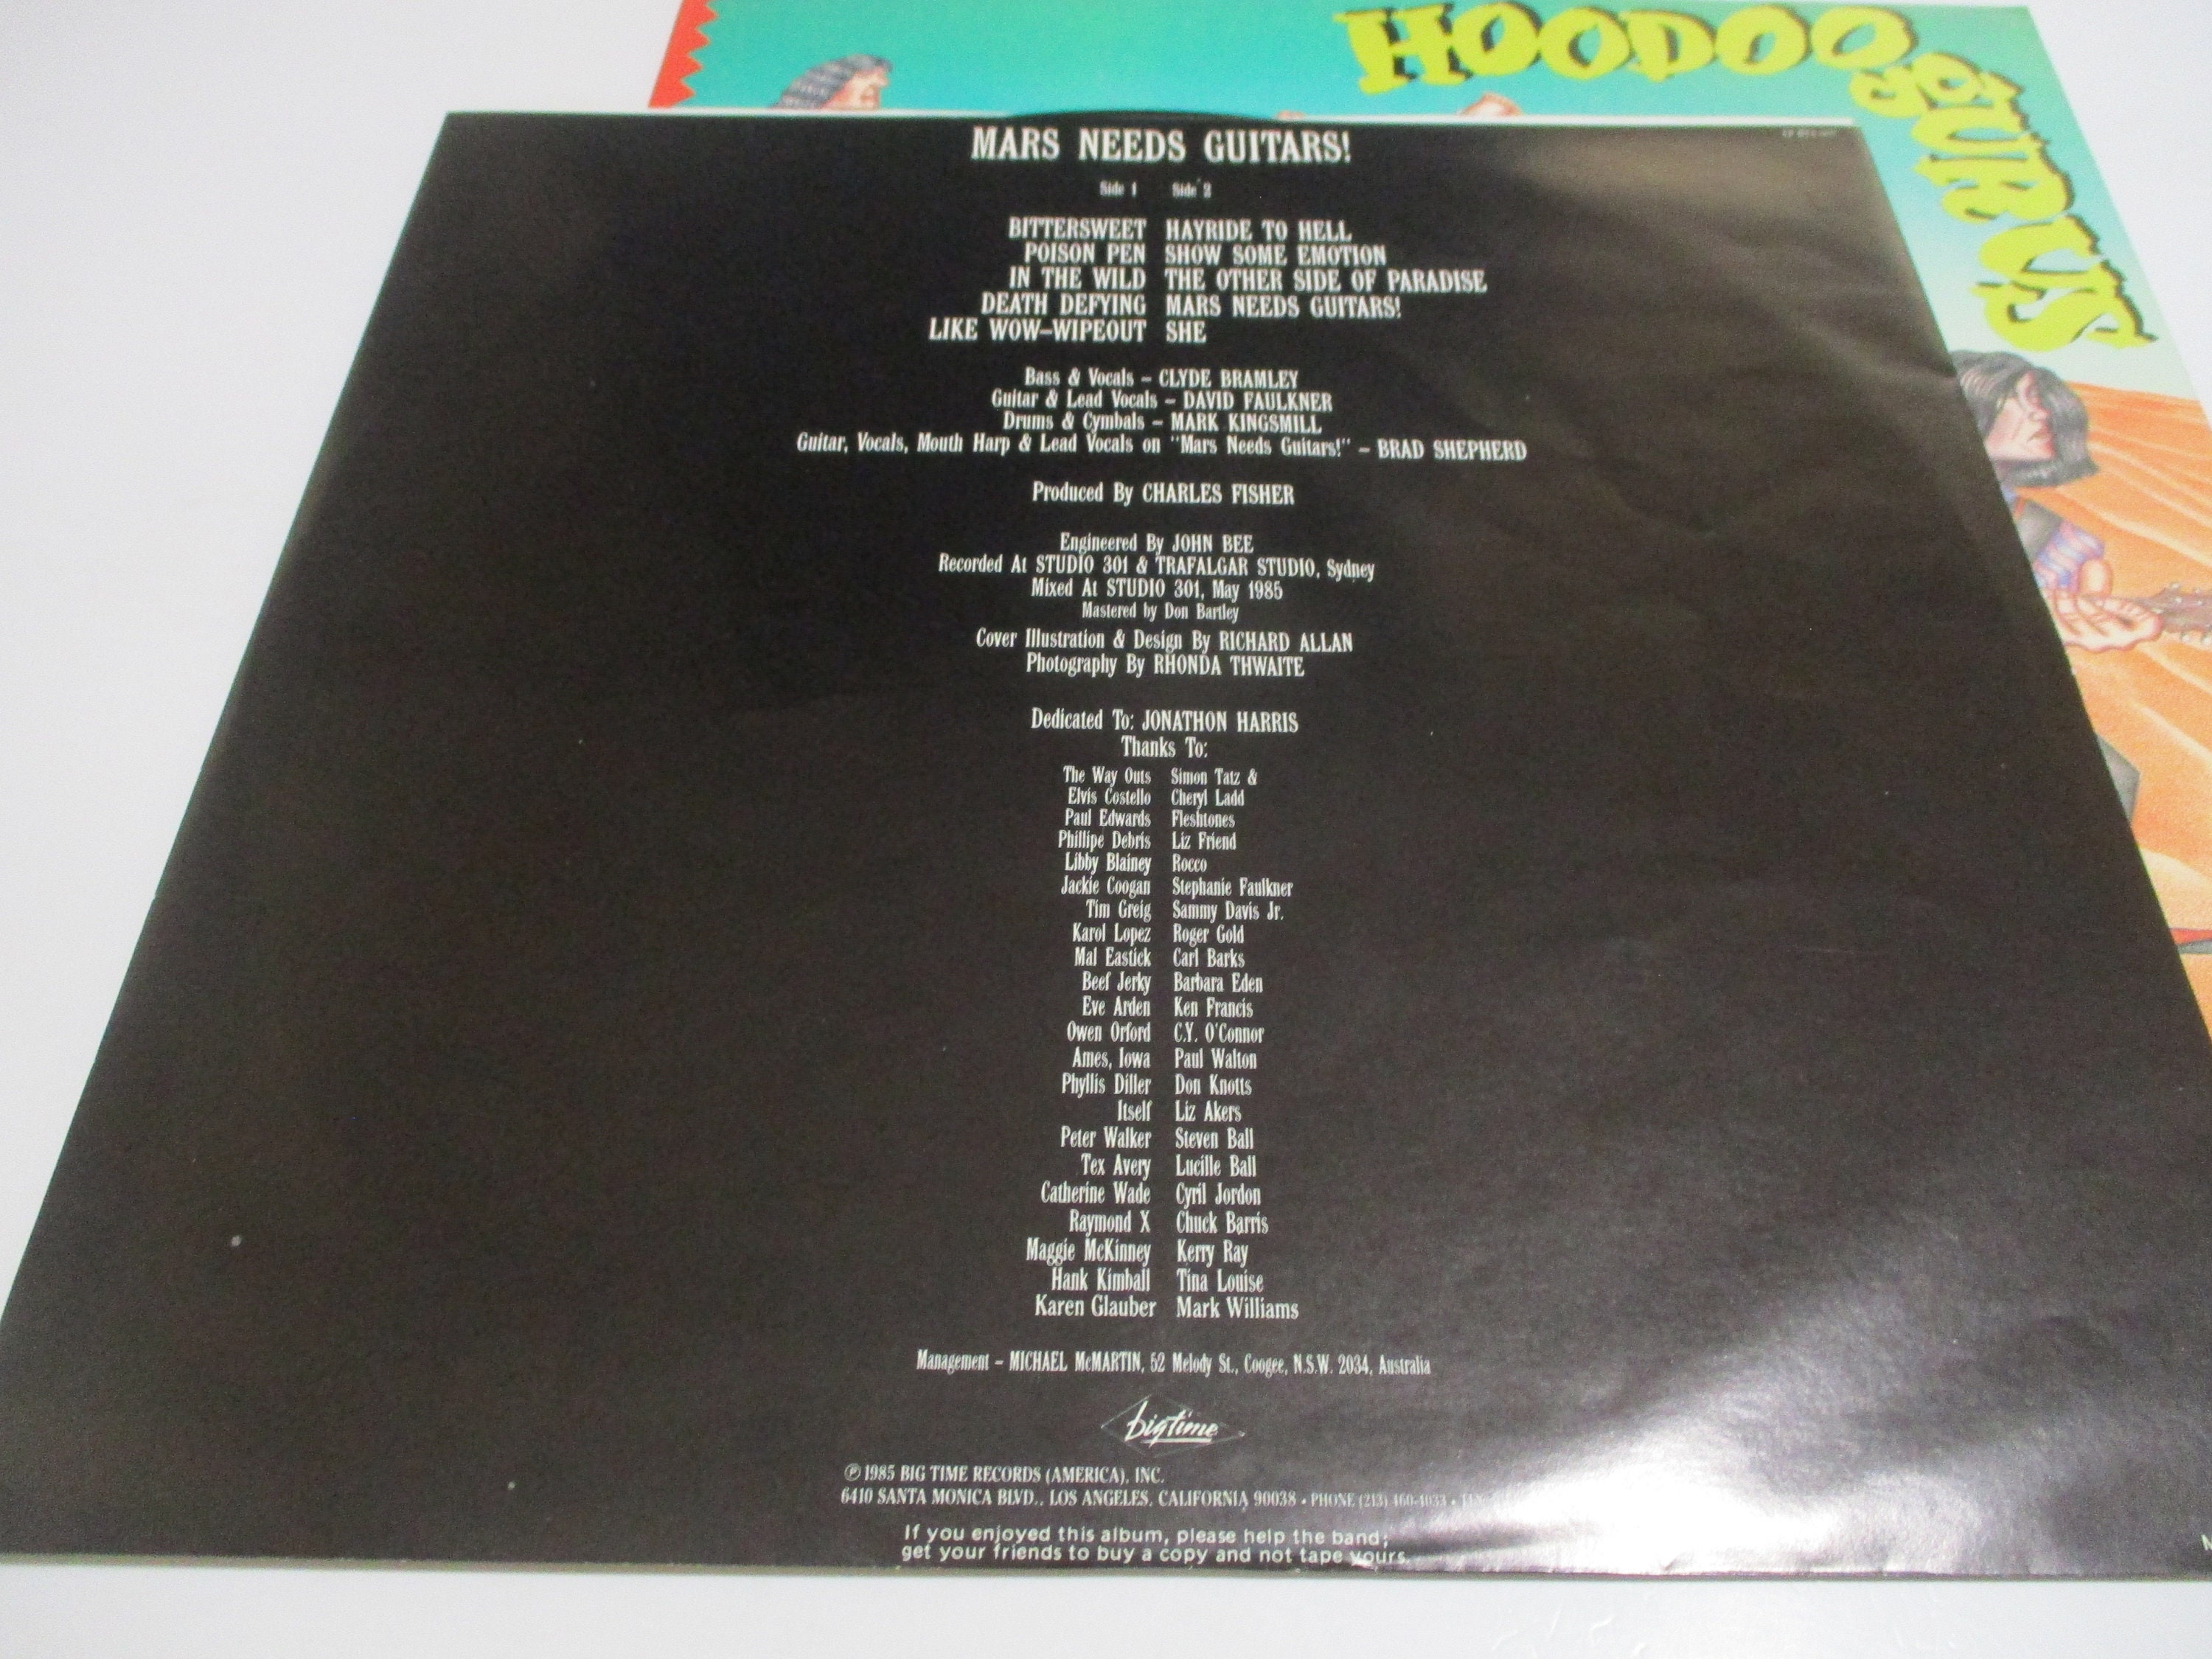 HOODOO
GURUS
MARS NEEDS GUITARS!
Side 1 Side 2
BITTERSWEET HAYRIDE TO HELL
POISON PEN SHOW SOME EMOTION
IN THE WILD THE OTHER SIDE OF PARADISE
DEATH DEFYING MARS NEEDS GUITARS!
LIKE WOW–WIPEOUT SHE
Bass & Vocals – CLYDE BRAMLEY
Guitar & Lead Vocals – DAVID FAULKNER
Drums & Cymbals – MARK KINGSMILL
Guitar, Vocals, Mouth Harp & Lead Vocals on "Mars Needs Guitars!" – BRAD SHEPHERD
Produced By CHARLES FISHER
Engineered By JOHN BEE
Recorded At STUDIO 301 & TRAFALGAR STUDIO, Sydney
Mixed At STUDIO 301, May 1985
Mastered by Don Bartley
Cover Illustration & Design By RICHARD ALLAN
Photography By RHONDA THWAITE
Dedicated To: JONATHON HARRIS
Thanks To:
The Way Outs Simon Tatz &
Elvis Costello Cheryl Ladd
Paul Edwards Fleshtones
Phillipe Debris Liz Friend
Libby Blainey Rocco
Jackie Coogan Stephanie Faulkner
Tim Greig Sammy Davis Jr.
Karol Lopez Roger Gold
Mal Eastick Carl Barks
Beef Jerky Barbara Eden
Eve Arden Ken Francis
Owen Orford C.Y. O'Connor
Ames, Iowa Paul Walton
Phyllis Diller Don Knotts
Itself Liz Akers
Peter Walker Steven Ball
Tex Avery Lucille Ball
Catherine Wade Cyril Jordon
Raymond X Chuck Barris
Maggie McKinney Kerry Ray
Hank Kimball Tina Louise
Karen Glauber Mark Williams
Management – MICHAEL McMARTIN, 52 Melody St., Coogee, N.S.W. 2034, Australia
big time
℗ 1985 BIG TIME RECORDS (AMERICA), INC.
6410 SANTA MONICA BLVD., LOS ANGELES, CALIFORNIA 90038 • PHONE (213) 460-4033 •
If you enjoyed this album, please help the band;
get your friends to buy a copy and not tape yours.